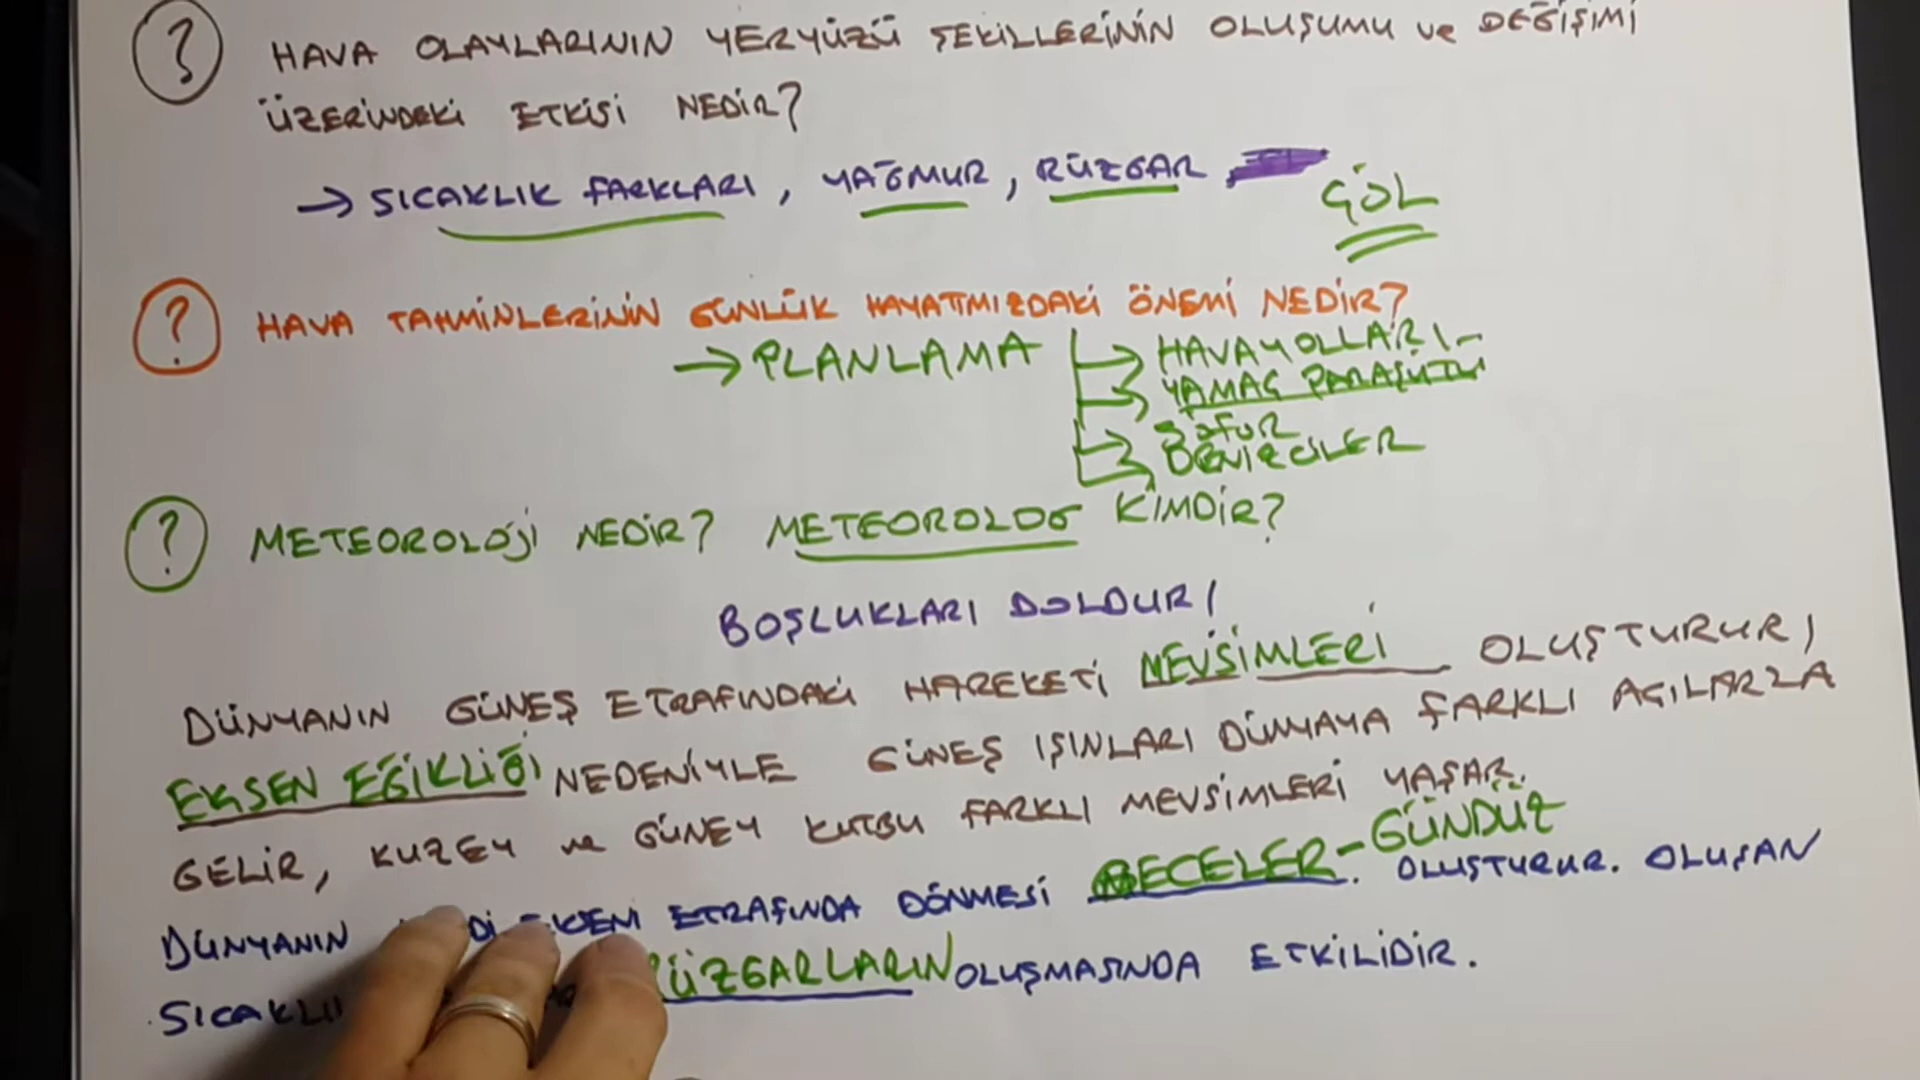 ? HAVA OLAYLARININ YERYÜZÜ ŞEKİLLERİNİN OLUŞUMU ve DEĞİŞİMİ
ÜZERİNDEKİ ETKİSİ NEDİR?
→ SICAKLIK FARKLARI, YAĞMUR, RÜZGAR ÇÖL
? HAVA TAHMİNLERİNİN GÜNLÜK HAYATIMIZDAKİ ÖNEMİ NEDİR?
→ PLANLAMA → HAVAYOLLARI
→ YAMAÇ PARAŞÜTÜ
→ ŞOFÖR
→ DENİZCİLER
? METEOROLOJİ NEDİR? METEOROLOG KİMDİR?
BOŞLUKLARI DOLDUR!
DÜNYANIN GÜNEŞ ETRAFINDAKİ HAREKETİ MEVSİMLERİ OLUŞTURUR,
EKSEN EĞİKLİĞİ NEDENİYLE GÜNEŞ IŞINLARI DÜNYAYA FARKLI AÇILARLA
GELİR, KUZEY ve GÜNEY KUTBU FARKLI MEVSİMLERİ YAŞAR.
DÜNYANIN ETRAFINDA DÖNMESİ GECELER-GÜNDÜZ OLUŞTURUR. OLUŞAN
RÜZGARLARIN OLUŞMASINDA ETKİLİDİR.